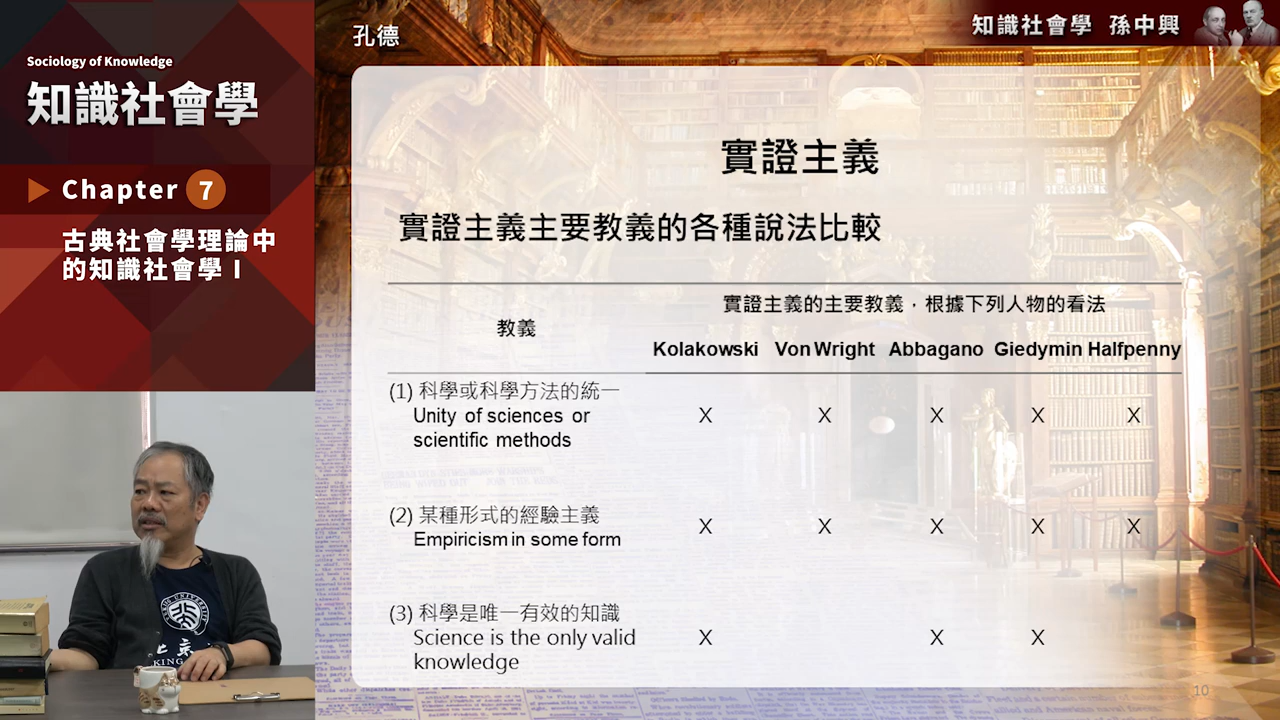 Sociology of Knowledge
知識社會學
Chapter 7
古典社會學理論中
的知識社會學 I
孔德
知識社會學 孫中興
實證主義
實證主義主要教義的各種說法比較
教義
實證主義的主要教義，根據下列人物的看法
Kolakowski Von Wright Abbagano Giedymin Halfpenny
(1) 科學或科學方法的統一
Unity of sciences or
scientific methods
X X X X X
(2) 某種形式的經驗主義
Empiricism in some form
X X X X X
(3) 科學是唯一有效的知識
Science is the only valid
knowledge
X X X
10